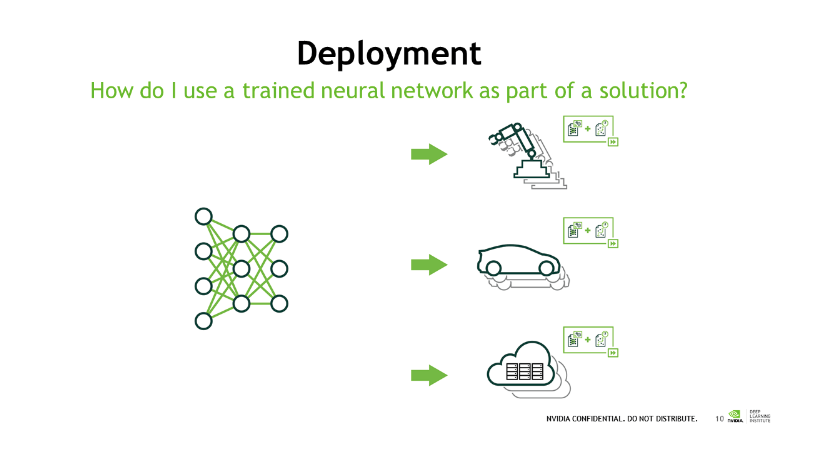 Deployment
How do I use a trained neural network as part of a solution?
NVIDIA CONFIDENTIAL. DO NOT DISTRIBUTE.
10
NVIDIA.
DEEP
LEARNING
INSTITUTE